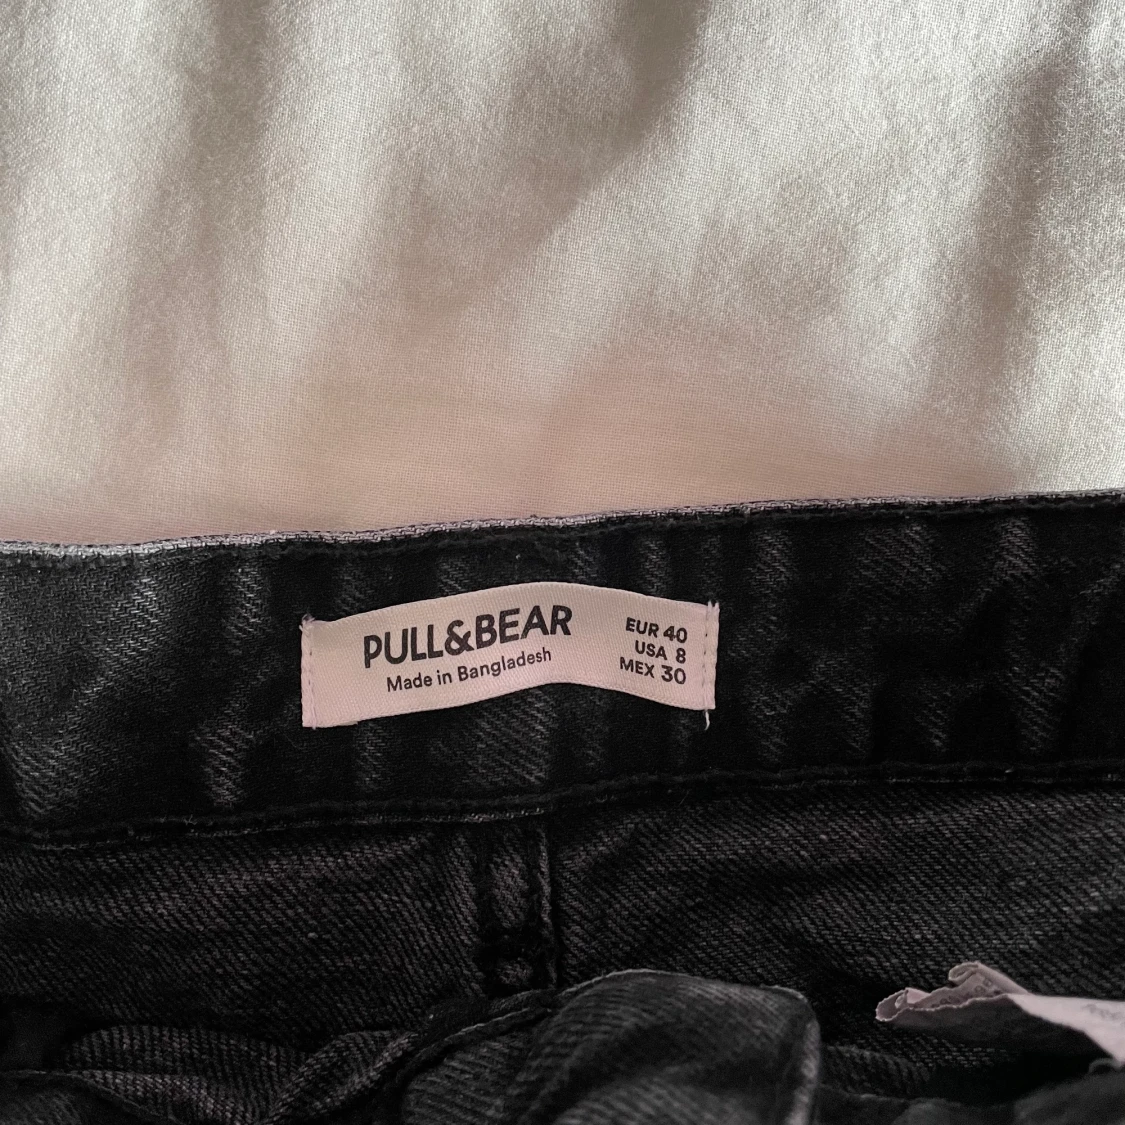 PULL&BEAR
Made in Bangladesh
EUR 40
USA 8
MEX 30